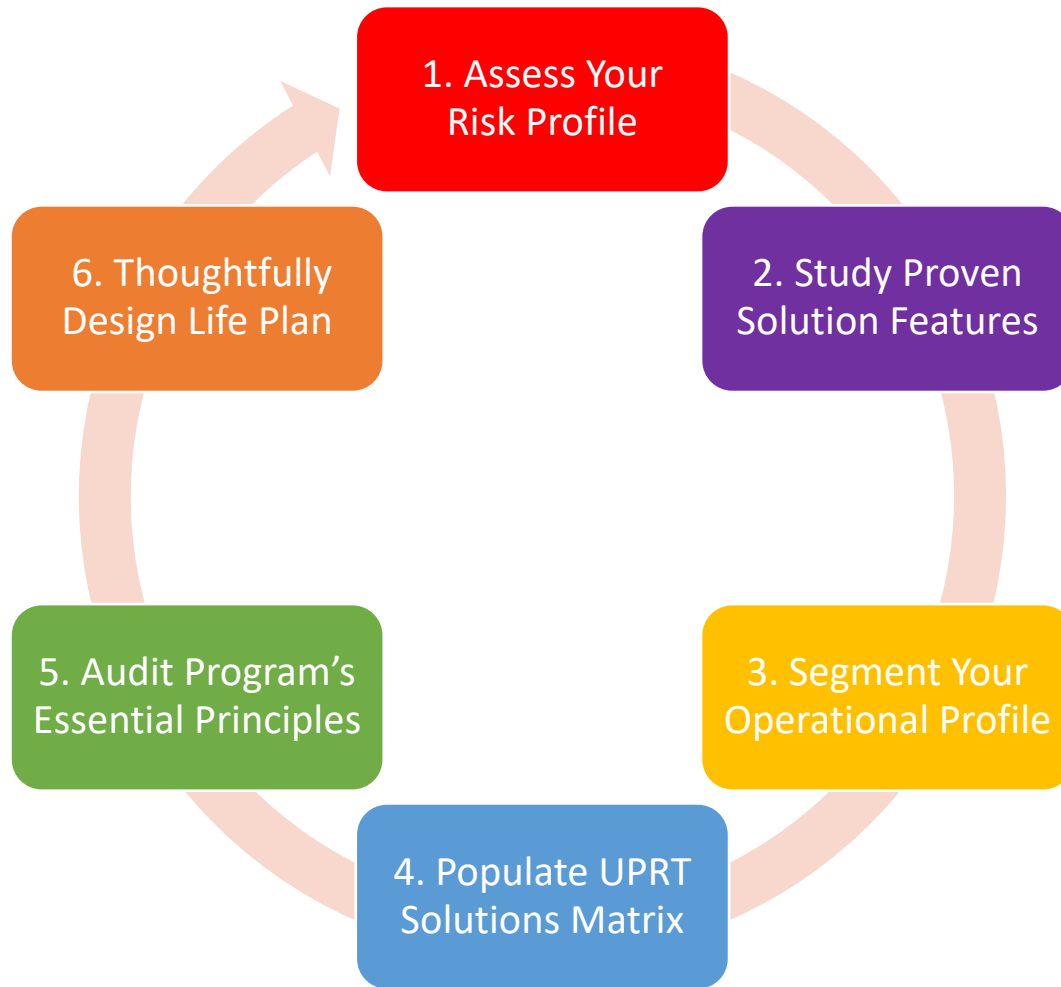 1. Assess Your
Risk Profile
2. Study Proven
Solution Features
3. Segment Your
Operational Profile
4. Populate UPRT
Solutions Matrix
5. Audit Program’s
Essential Principles
6. Thoughtfully
Design Life Plan